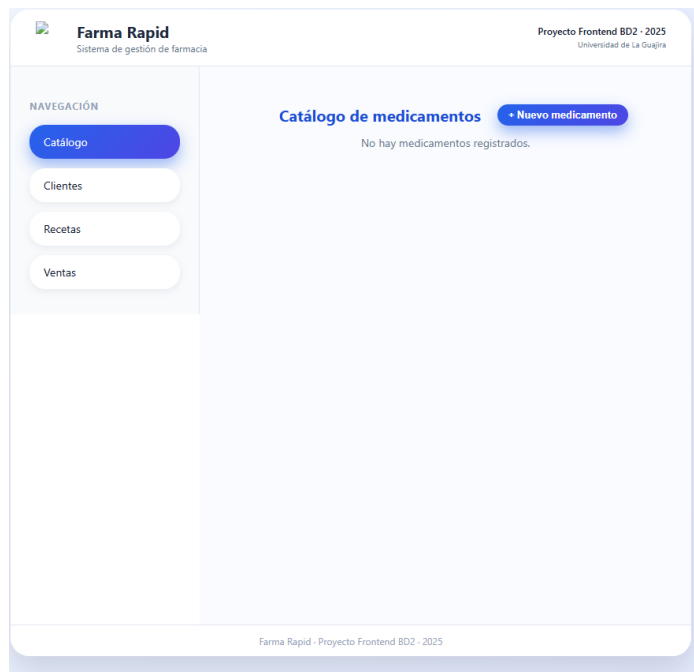 Farma Rapid
Sistema de gestión de farmacia
Proyecto Frontend BD2 · 2025
Universidad de La Guajira
NAVEGACIÓN
Catálogo
Clientes
Recetas
Ventas
Catálogo de medicamentos
+ Nuevo medicamento
No hay medicamentos registrados.
Farma Rapid · Proyecto Frontend BD2 · 2025